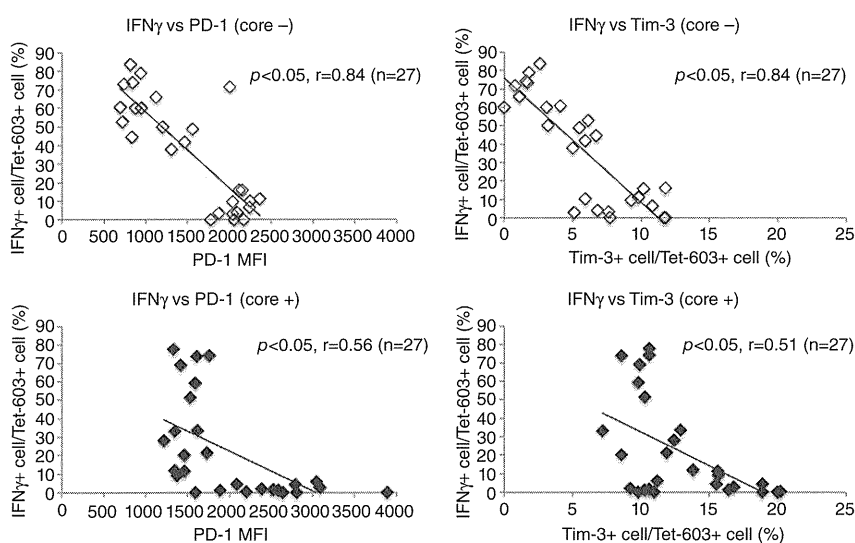 IFNγ vs PD-1 (core –)
IFNγ+ cell/Tet-603+ cell (%)
90
80
70
60
50
40
30
20
10
0
p<0.05, r=0.84 (n=27)
0 500 1000 1500 2000 2500 3000 3500 4000
PD-1 MFI
IFNγ vs Tim-3 (core –)
IFNγ+ cell/Tet-603+ cell (%)
90
80
70
60
50
40
30
20
10
0
p<0.05, r=0.84 (n=27)
0 5 10 15 20 25
Tim-3+ cell/Tet-603+ cell (%)
IFNγ vs PD-1 (core +)
IFNγ+ cell/Tet-603+ cell (%)
90
80
70
60
50
40
30
20
10
0
p<0.05, r=0.56 (n=27)
0 500 1000 1500 2000 2500 3000 3500 4000
PD-1 MFI
IFNγ vs Tim-3 (core +)
IFNγ+ cell/Tet-603+ cell (%)
90
80
70
60
50
40
30
20
10
0
p<0.05, r=0.51 (n=27)
0 5 10 15 20 25
Tim-3+ cell/Tet-603+ cell (%)